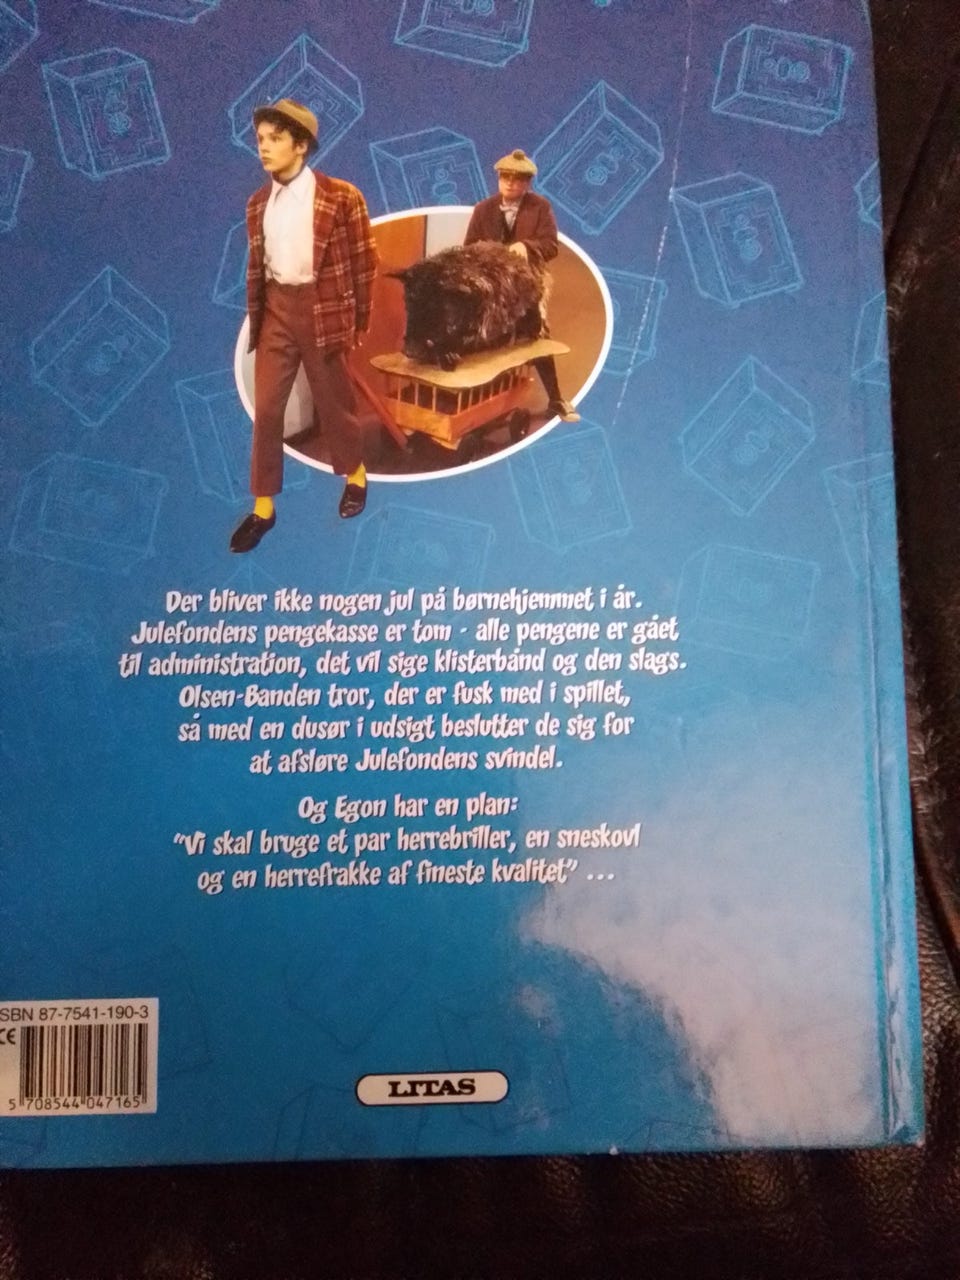 Der bliver ikke nogen jul på børnehjemmet i år.
Julefondens pengekasse er tom - alle pengene er gået
til administration, det vil sige klisterbånd og den slags.
Olsen-Banden tror, der er fusk med i spillet,
så med en dusør i udsigt beslutter de sig for
at afsløre Julefondens svindel.
Og Egon har en plan:
"Vi skal bruge et par herrebriller, en sneskovl
og en herrefrakke af fineste kvalitet" ...
SBN 87-7541-190-3
CE
5 708544 047165
LITAS